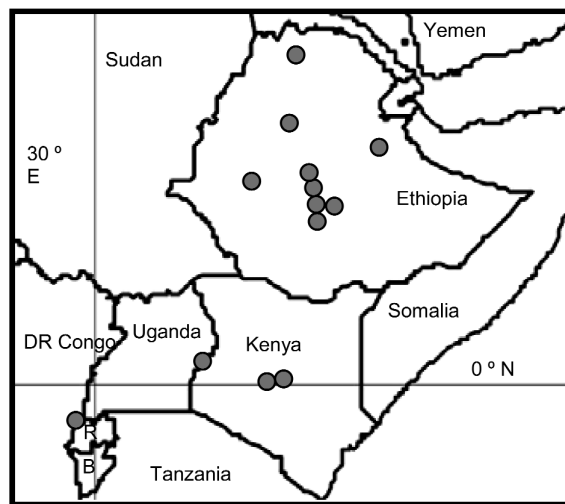 Yemen
Sudan
30 º
E
Ethiopia
Somalia
Uganda
Kenya
DR Congo
0 º N
R
B
Tanzania